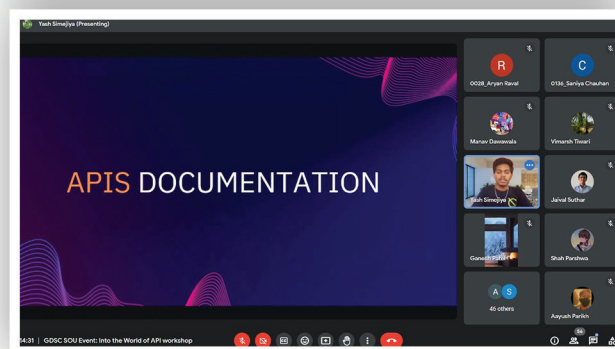 Yash Simejiya (Presenting)
APIS DOCUMENTATION
R
0028_Aryan Raval
C
0136_Saniya Chauhan
Manav Dawawala
Vimarsh Tiwari
Yash Simejiya
Jaival Suthar
Ganesh Patel
Shah Parshwa
A S
46 others
Aayush Parikh
14:31 | GDSC SOU Event: Into the World of API workshop
56